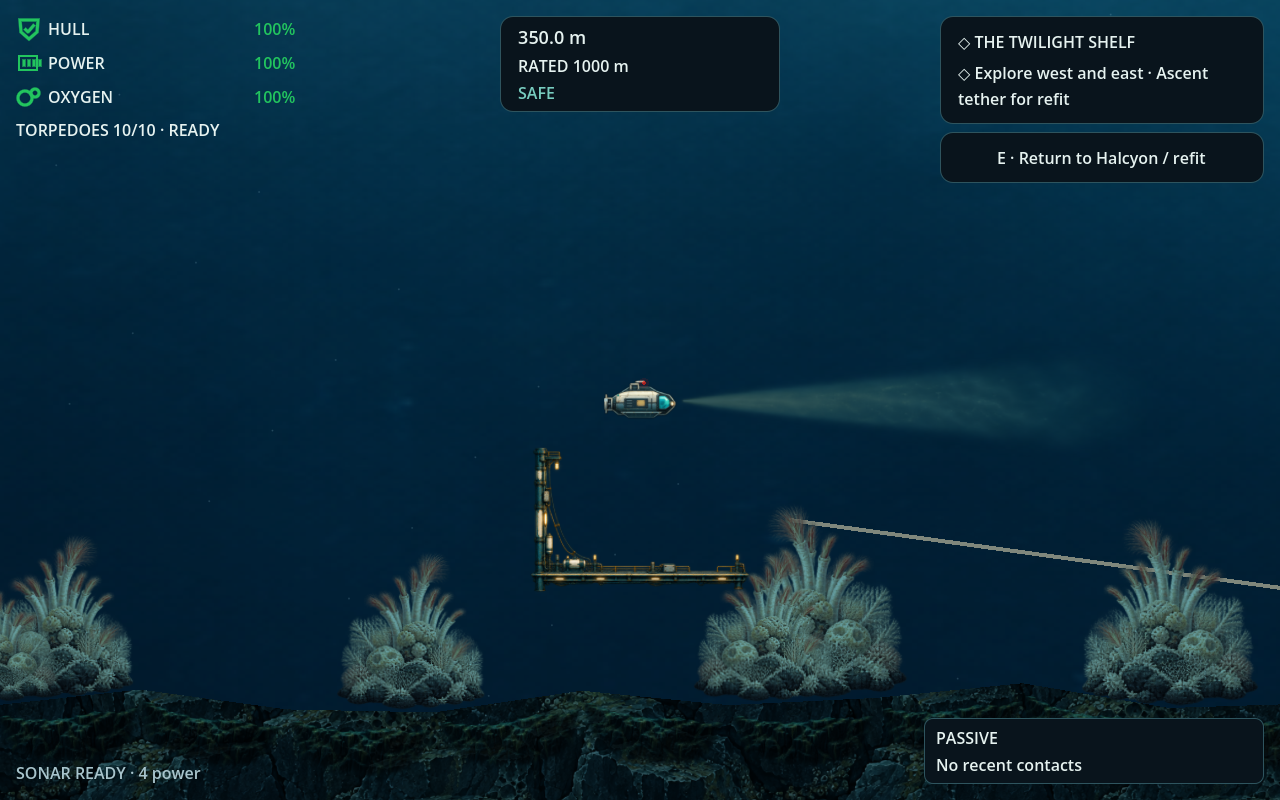 HULL 100%
POWER 100%
OXYGEN 100%
TORPEDOES 10/10 · READY
350.0 m
RATED 1000 m
SAFE
◇ THE TWILIGHT SHELF
◇ Explore west and east · Ascent
tether for refit
E · Return to Halcyon / refit
SONAR READY · 4 power
PASSIVE
No recent contacts